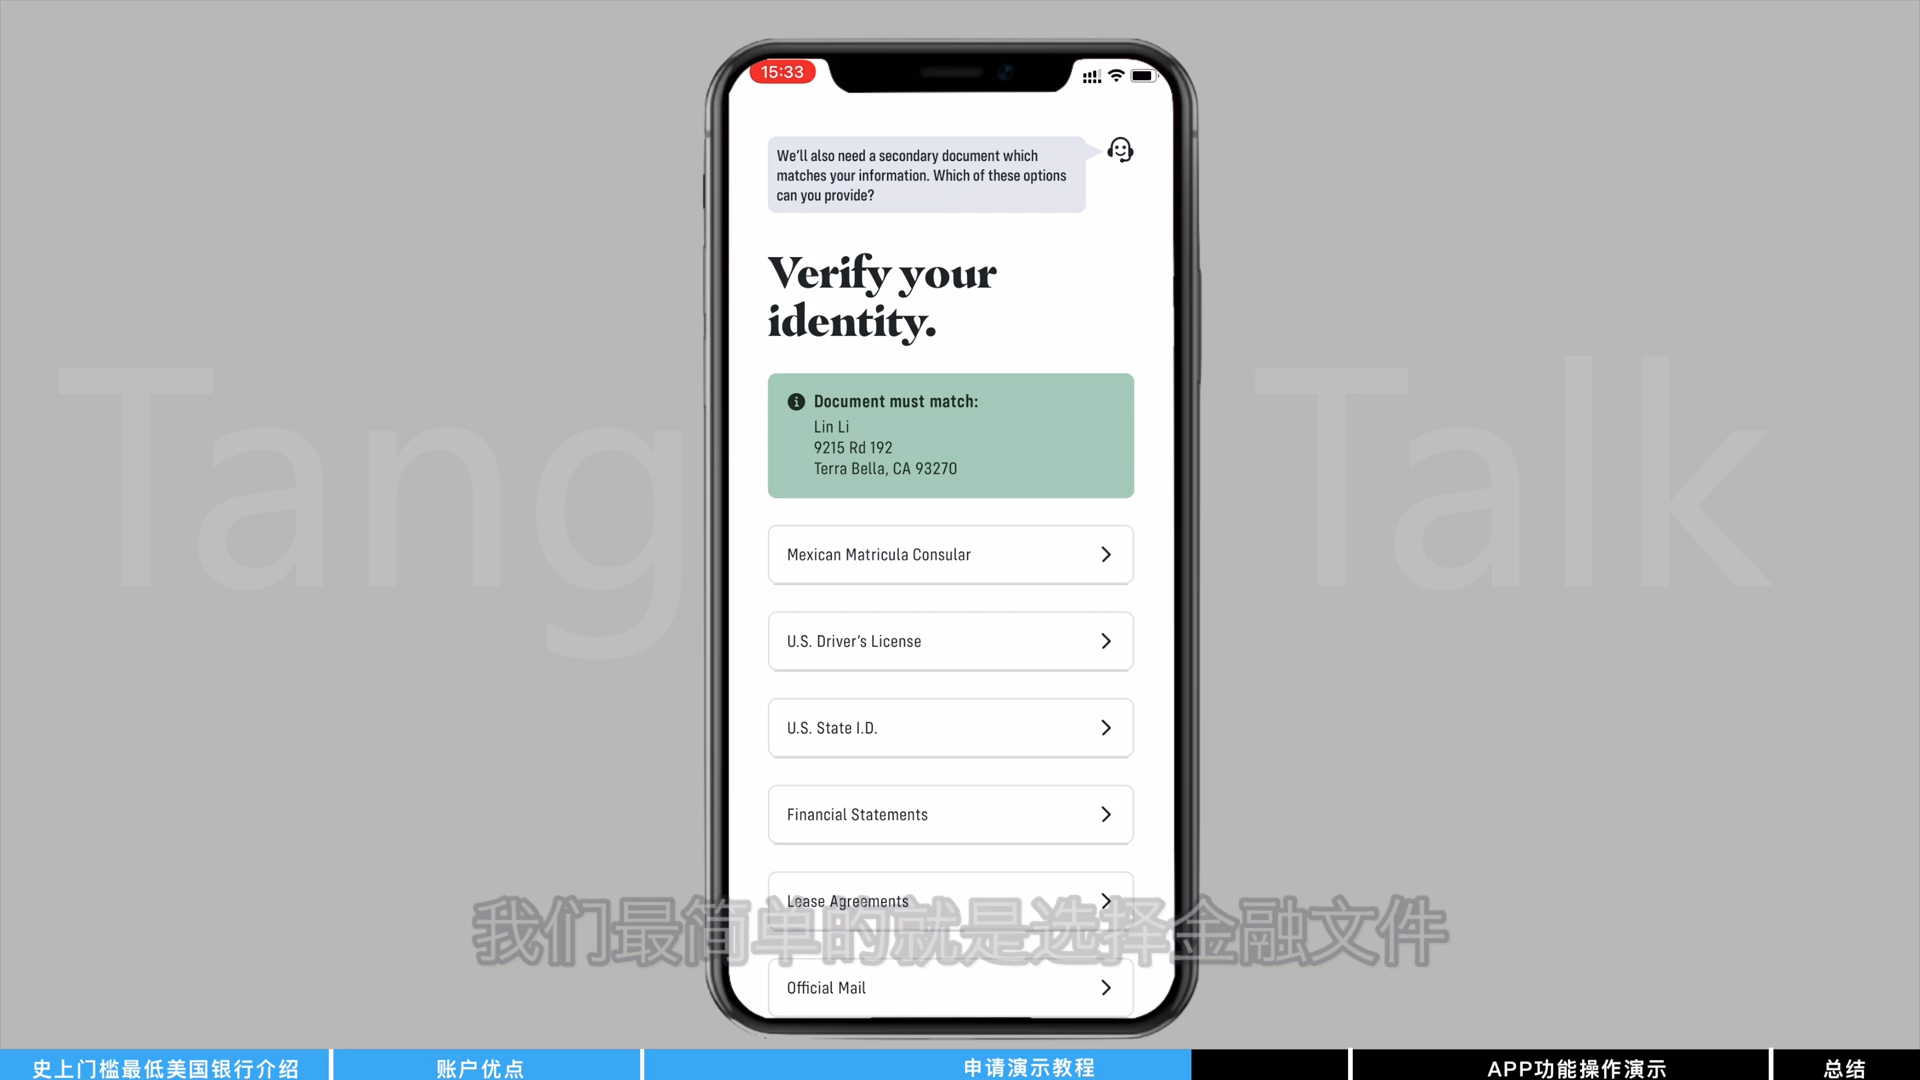 15:33
We'll also need a secondary document which
matches your information. Which of these options
can you provide?
Verify your
identity.
Document must match:
Lin Li
9215 Rd 192
Terra Bella, CA 93270
Mexican Matricula Consular
U.S. Driver's License
U.S. State I.D.
Financial Statements
Lease Agreements
Official Mail
我们最简单的就是选择金融文件
Tang Talk
史上门槛最低美国银行介绍
账户优点
申请演示教程
APP功能操作演示
总结